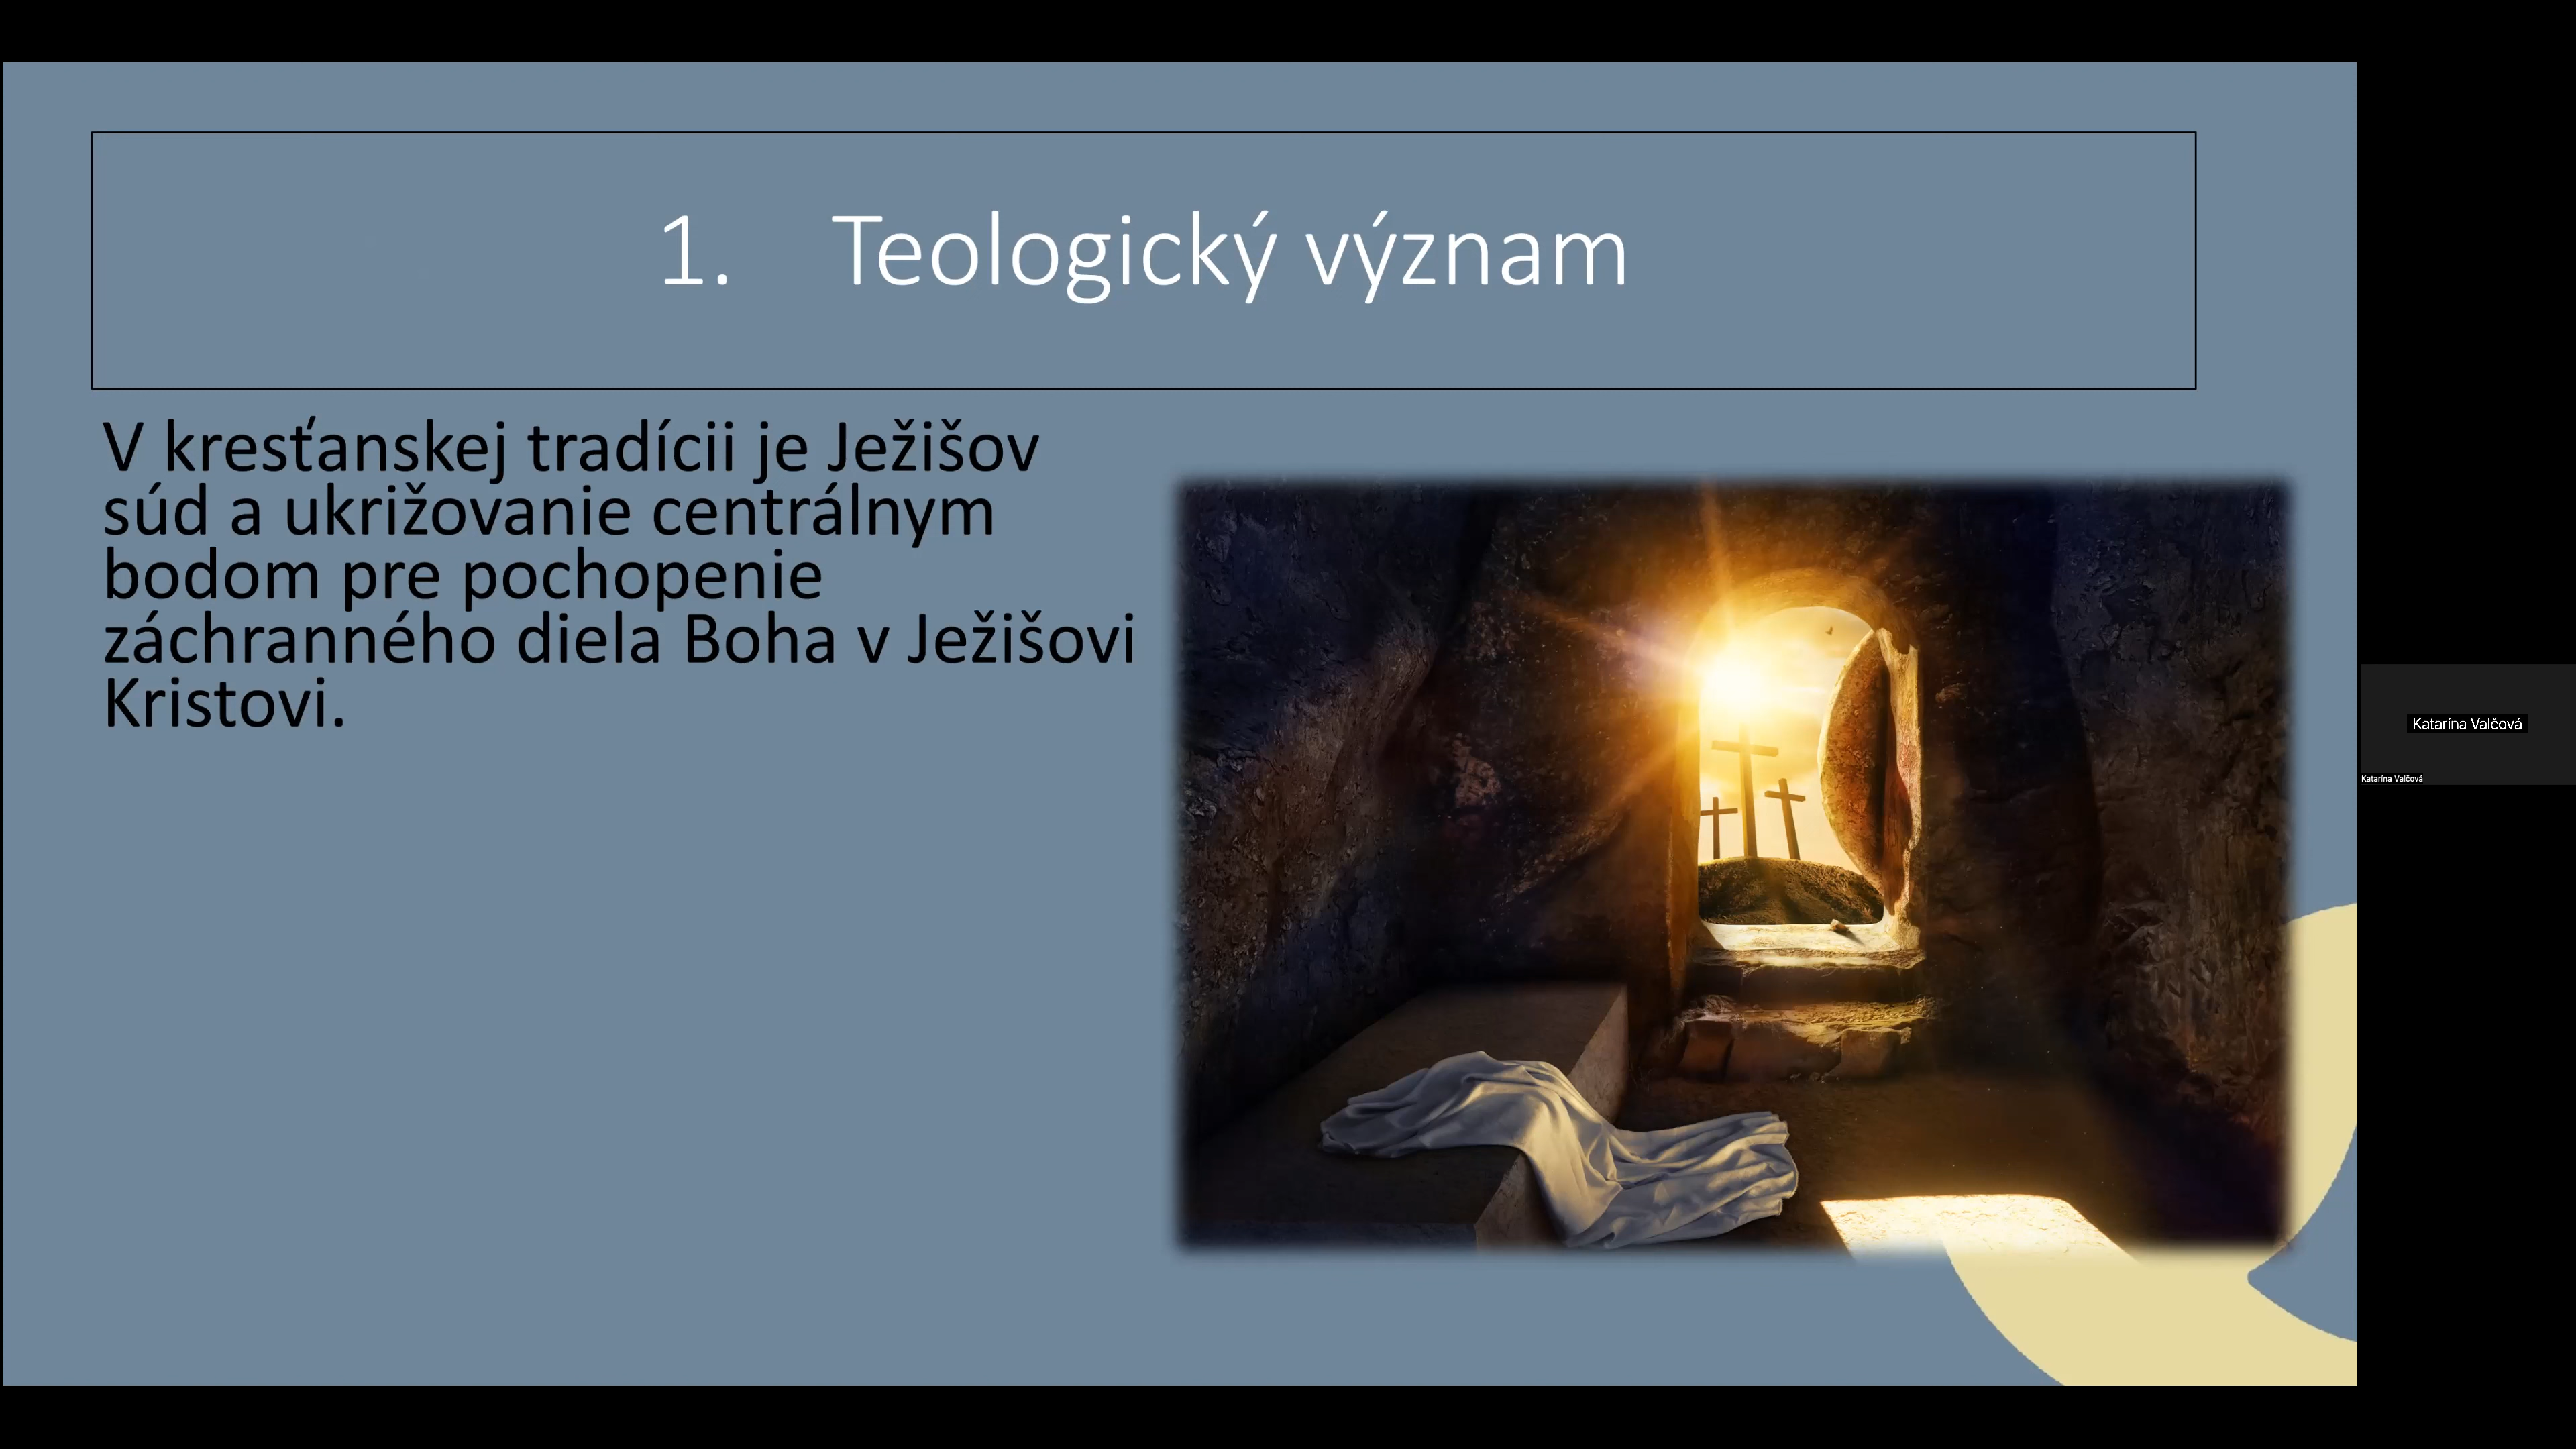 1. Teologický význam
V kresťanskej tradícii je Ježišov
súd a ukrižovanie centrálnym
bodom pre pochopenie
záchranného diela Boha v Ježišovi
Kristovi.
Katarína Valčová
Katarína Valčová